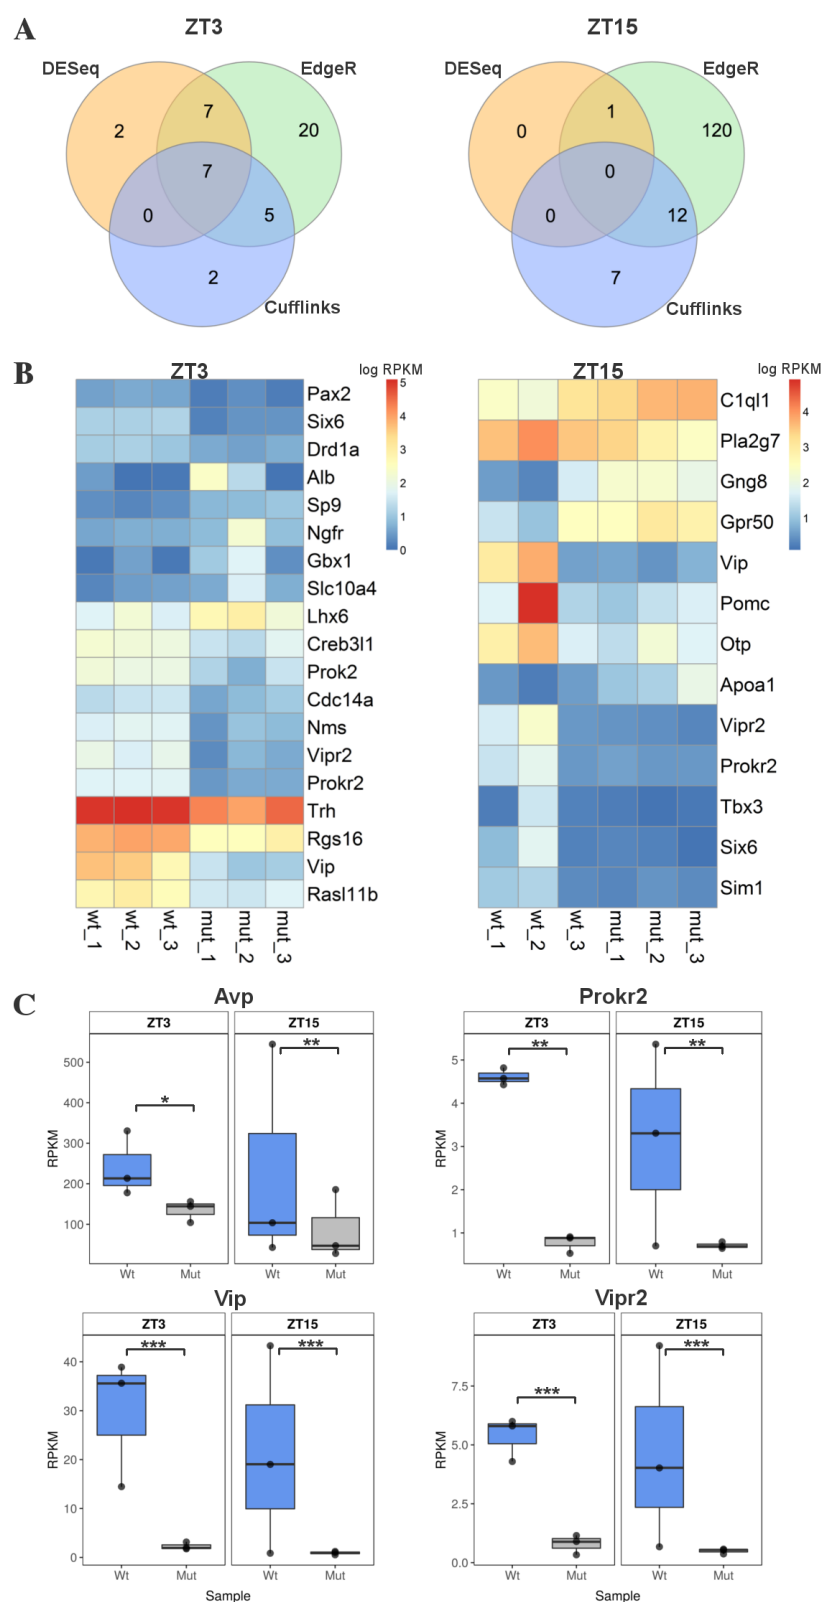 A
ZT3
ZT15
DESeq
EdgeR
DESeq
EdgeR
2
7
20
7
0
5
2
Cufflinks
0
1
120
0
0
12
7
Cufflinks
B
ZT3
log RPKM
5
4
3
2
1
0
Pax2
Six6
Drd1a
Alb
Sp9
Ngfr
Gbx1
Slc10a4
Lhx6
Creb3l1
Prok2
Cdc14a
Nms
Vipr2
Prokr2
Trh
Rgs16
Vip
Rasl11b
wt_1
wt_2
wt_3
mut_1
mut_2
mut_3
ZT15
log RPKM
4
3
2
1
C1ql1
Pla2g7
Gng8
Gpr50
Vip
Pomc
Otp
Apoa1
Vipr2
Prokr2
Tbx3
Six6
Sim1
wt_1
wt_2
wt_3
mut_1
mut_2
mut_3
C
Avp
ZT3
ZT15
RPKM
500
400
300
200
100
*
**
Wt
Mut
Wt
Mut
Prokr2
ZT3
ZT15
RPKM
5
4
3
2
1
**
**
Wt
Mut
Wt
Mut
Vip
ZT3
ZT15
RPKM
40
30
20
10
0
***
***
Wt
Mut
Wt
Mut
Sample
Vipr2
ZT3
ZT15
RPKM
7.5
5.0
2.5
0.0
***
***
Wt
Mut
Wt
Mut
Sample